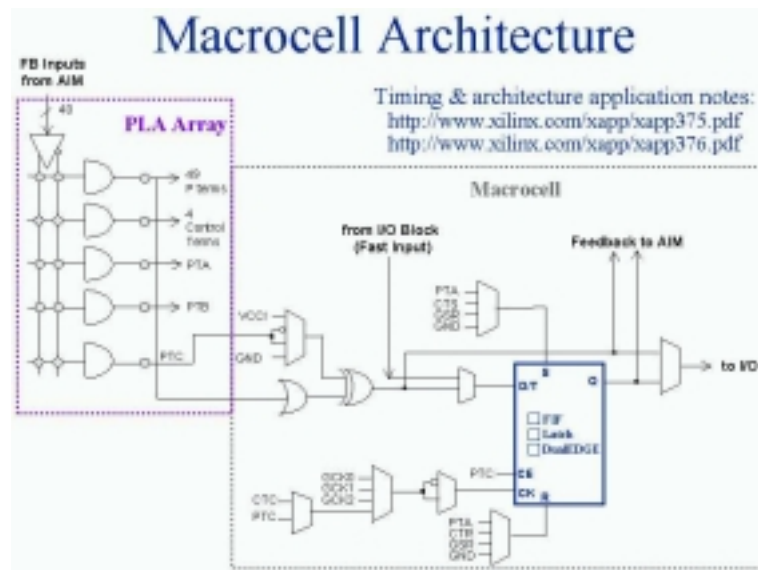 Macrocell Architecture
FB Inputs
from AIM
40
PLA Array
Timing & architecture application notes:
http://www.xilinx.com/xapp/xapp375.pdf
http://www.xilinx.com/xapp/xapp376.pdf
Macrocell
49
P terms
4
Control
Terms
PTA
PTB
PTC
from I/O Block
(Fast Input)
Feedback to AIM
PTA
CTS
GSR
GND
VCC
GND
S
D/T
Q
to I/O
FIF
Latch
DualEDGE
PTC
CE
CK
R
GCK0
GCK1
GCK2
CTC
PTC
PTA
CTR
GSR
GND